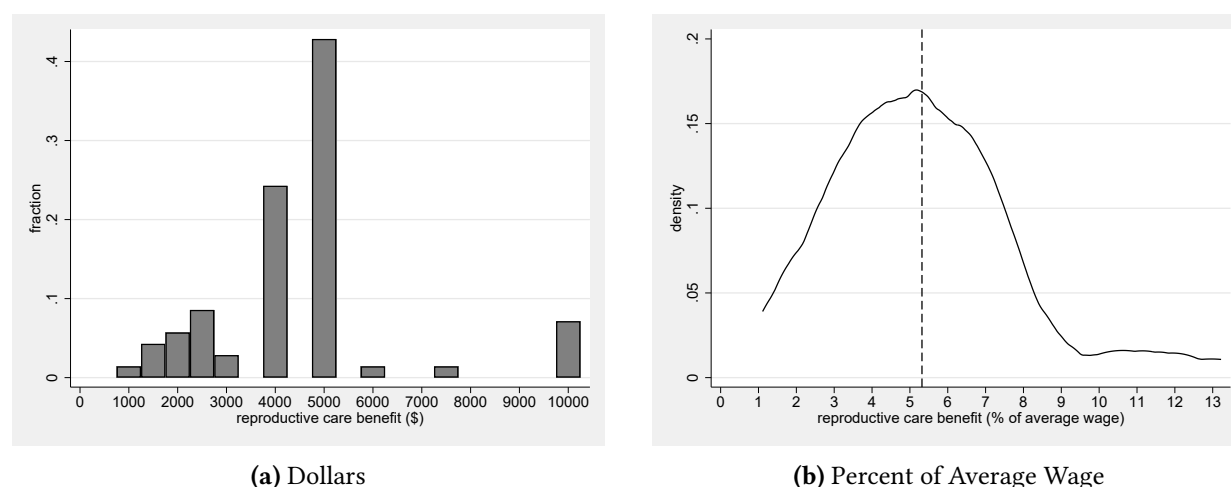 .4
.3
.2
.1
0
fraction
0 1000 2000 3000 4000 5000 6000 7000 8000 9000 10000
reproductive care benefit ($)
(a) Dollars
.2
.15
.1
.05
0
density
0 1 2 3 4 5 6 7 8 9 10 11 12 13
reproductive care benefit (% of average wage)
(b) Percent of Average Wage